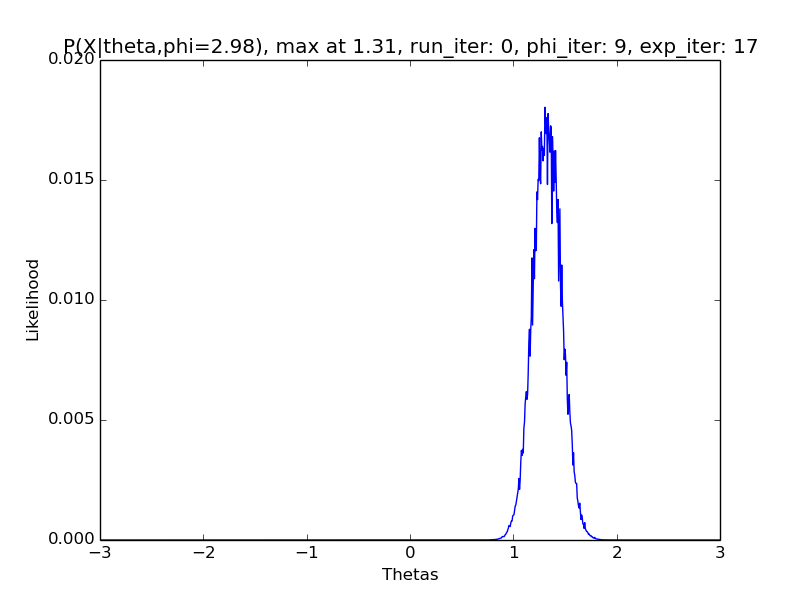 P(X|theta,phi=2.98), max at 1.31, run_iter: 0, phi_iter: 9, exp_iter: 17
0.020
0.015
0.010
0.005
0.000
Likelihood
−3 −2 −1 0 1 2 3
Thetas